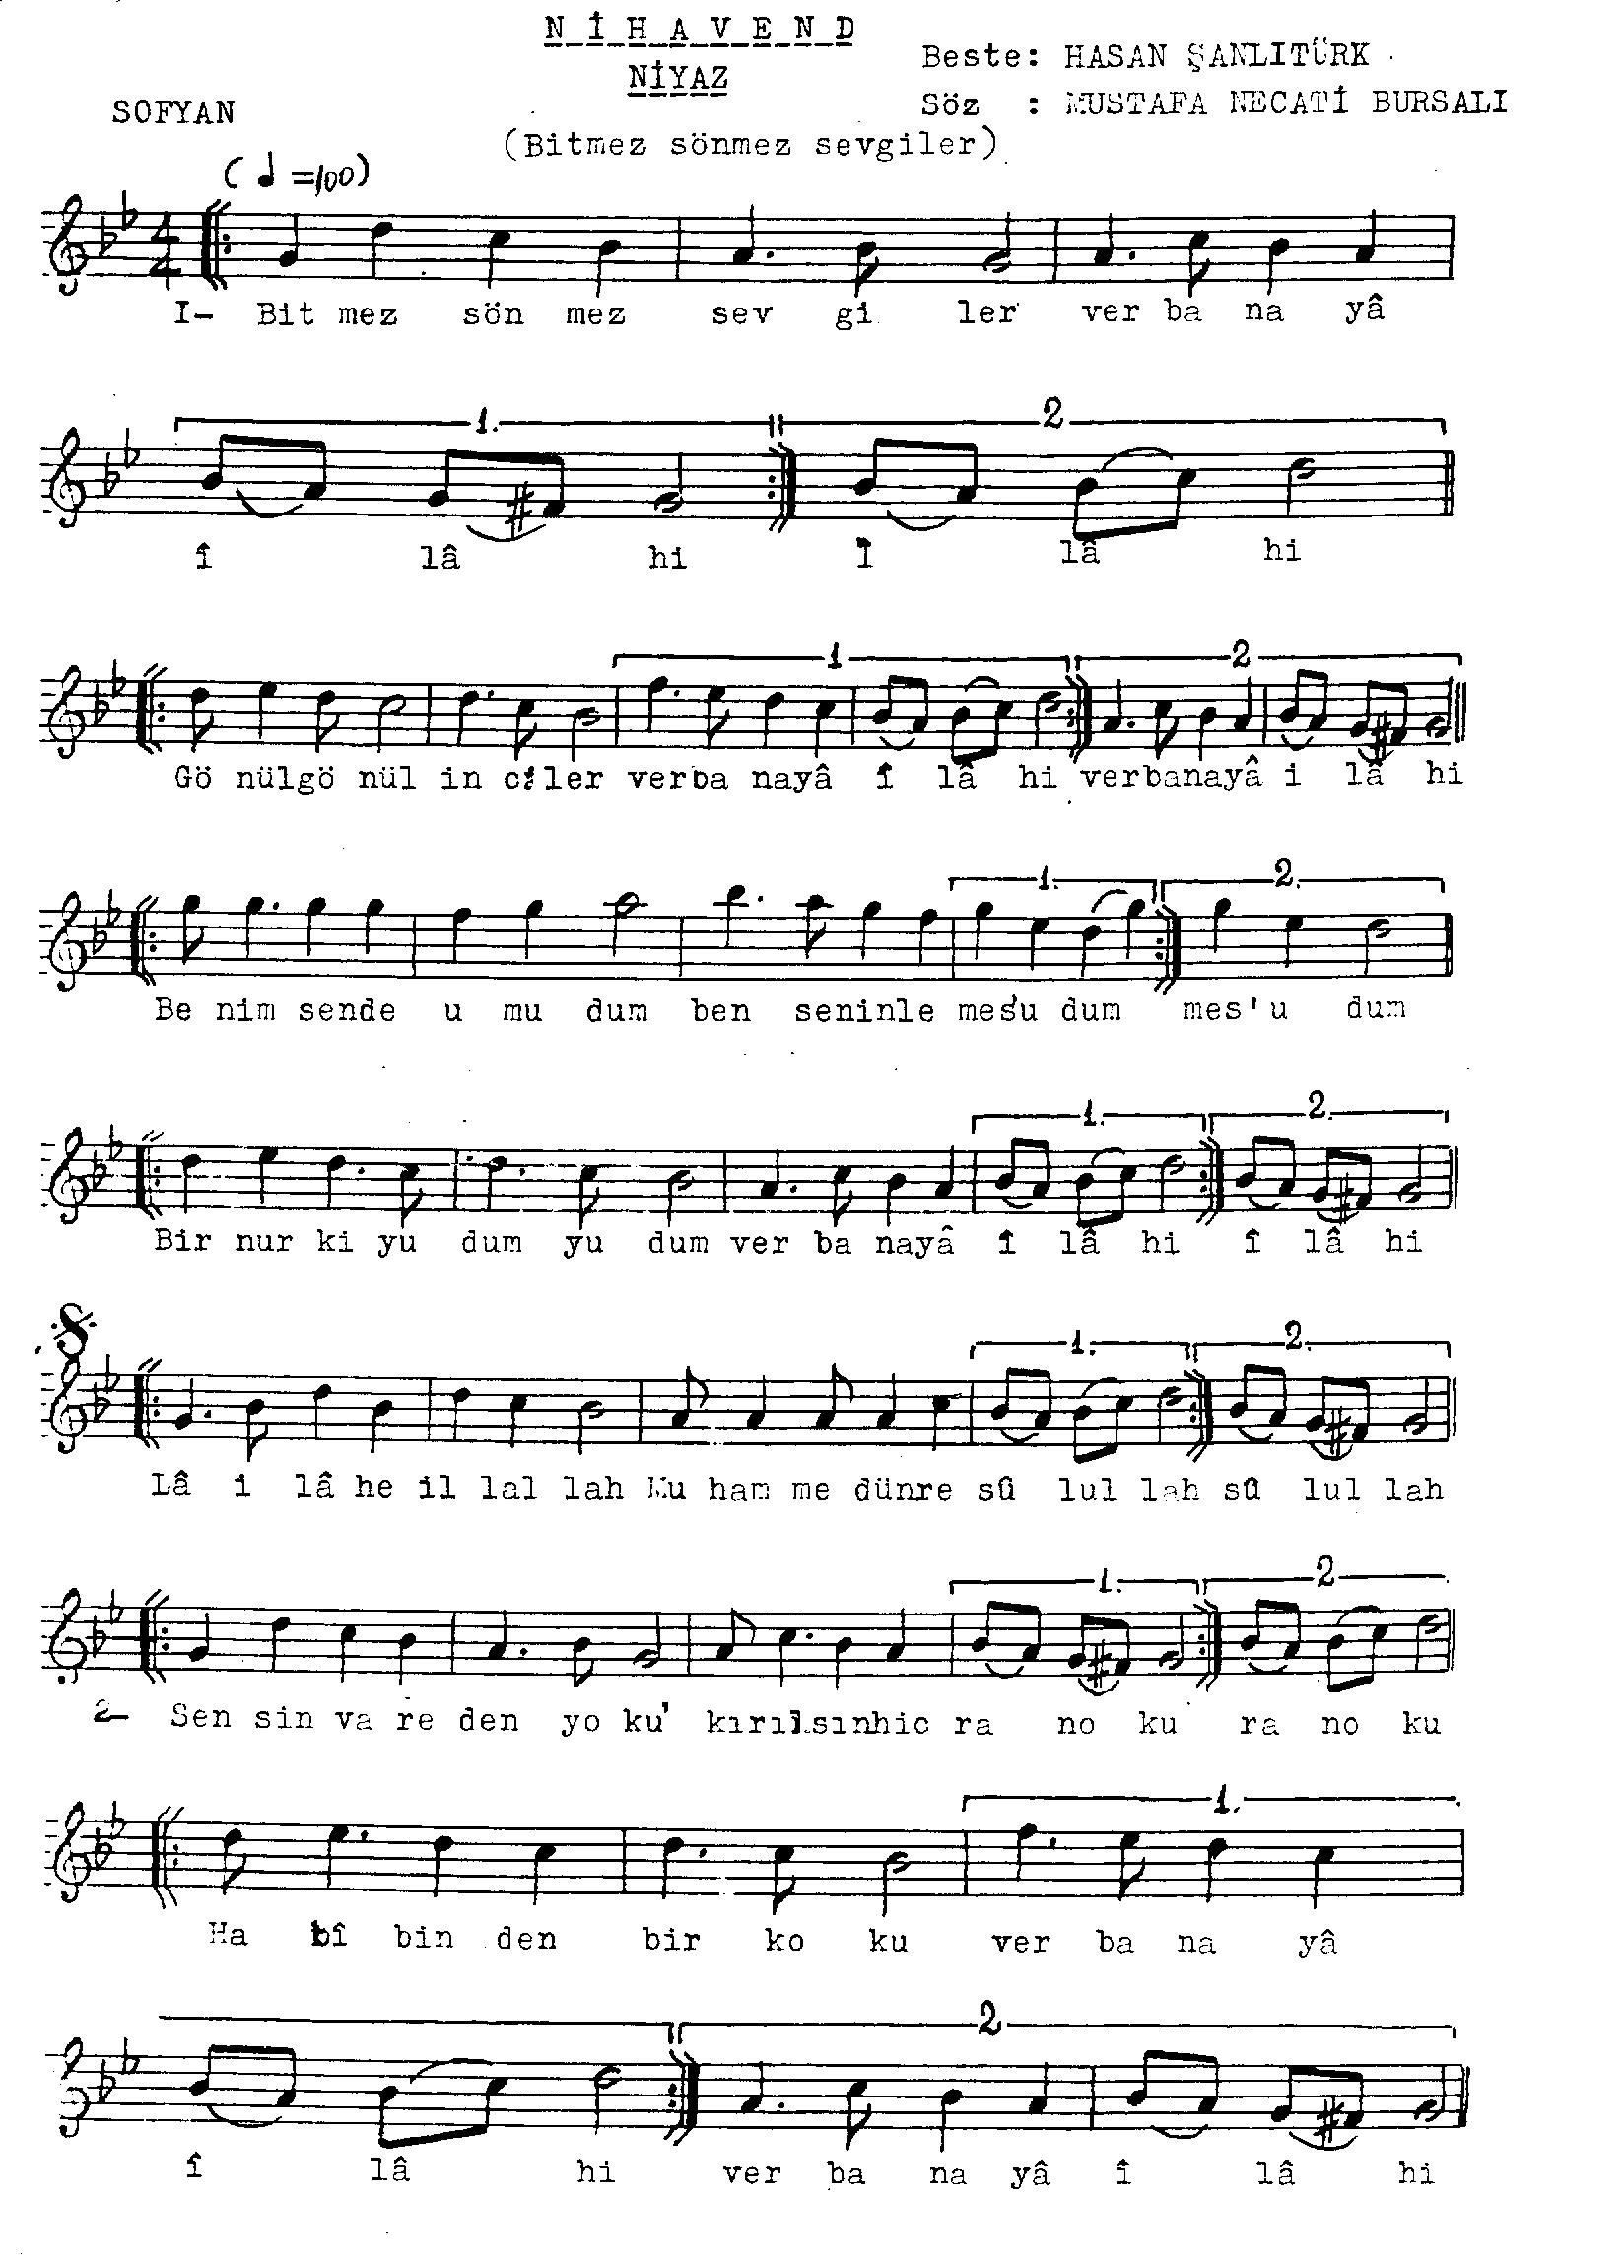 NİHAVEND
NİYAZ
Beste: HASAN ŞANLITÜRK
Söz : MUSTAFA NECATİ BURSALI
SOFYAN
(Bitmez sönmez sevgiler)
(♩=100)
4/4
I- Bit mez sön mez sev gi ler ver ba na yâ
1. 2
î lâ hi î lâ hi
1 2
Gö nülgö nül in ciler verba nayâ î lâ hi verbanayâ i lâ hi
1. 2.
Be nim sende u mu dum ben seninle mes'u dum mes'u dum
1. 2.
Bir nur ki yu dum yu dum ver ba nayâ î lâ hi î lâ hi
1. 2.
Lâ i lâ he il lal lah Mu ham me dünre sû lul lah sû lul lah
1. 2
2- Sen sin va re den yo ku' kırılsınhic ra no ku ra no ku
1.
Ha bî bin den bir ko ku ver ba na yâ
2
î lâ hi ver ba na yâ î lâ hi